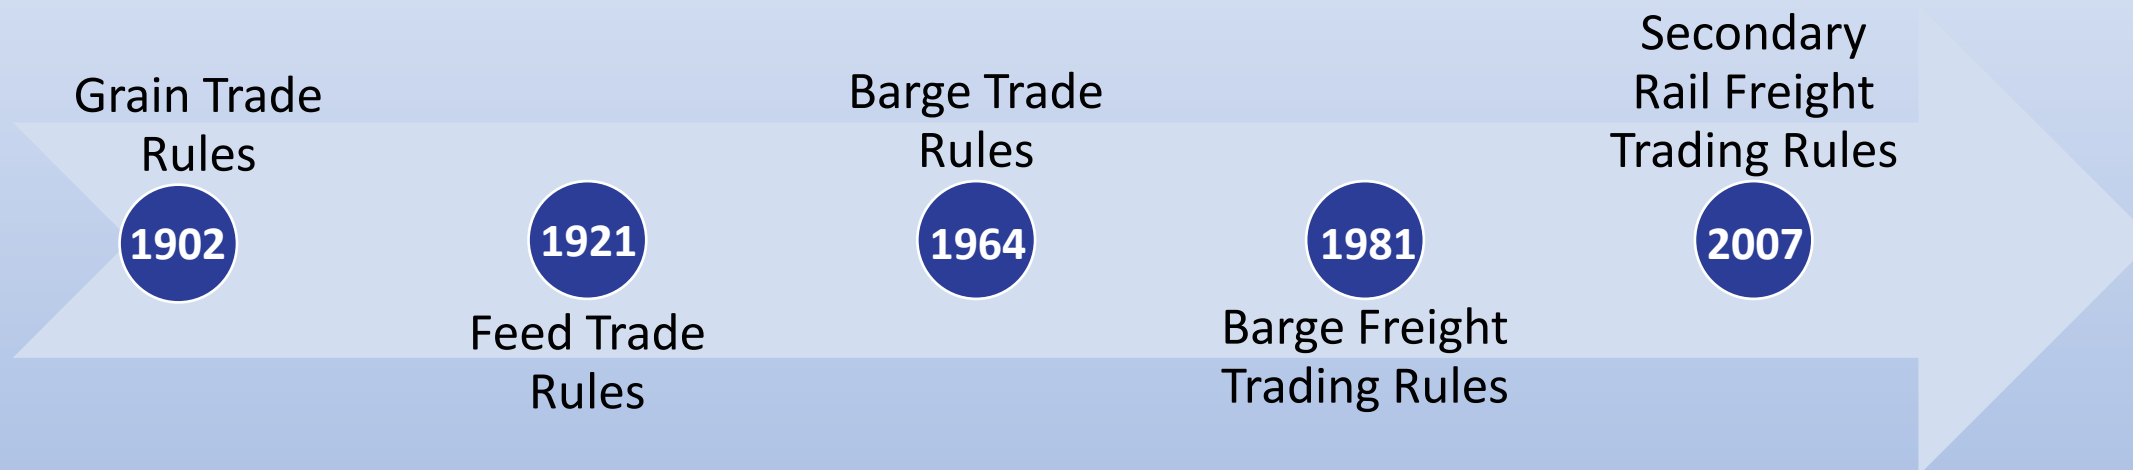 Grain Trade
Rules
1902
1921
Feed Trade
Rules
Barge Trade
Rules
1964
1981
Barge Freight
Trading Rules
Secondary
Rail Freight
Trading Rules
2007